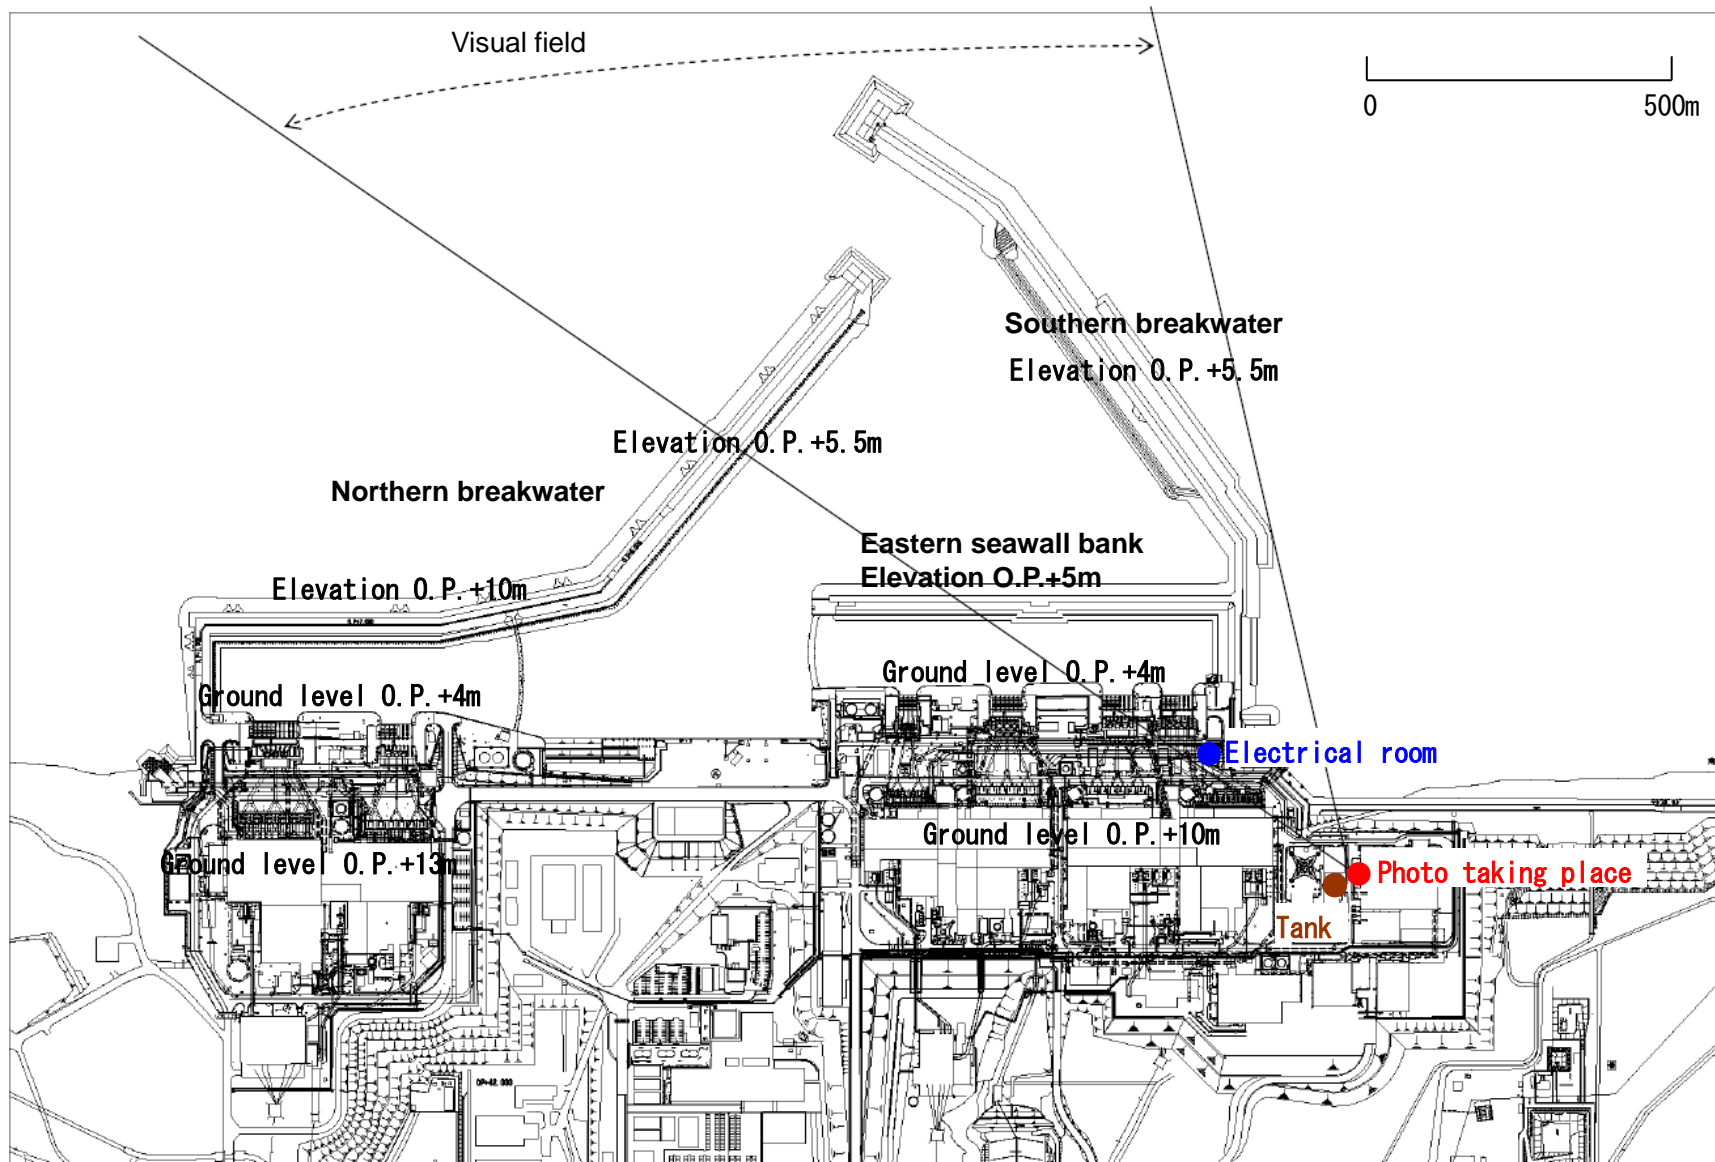 Visual field
0 500m
Southern breakwater
Elevation O.P.+5.5m
Elevation O.P.+5.5m
Northern breakwater
Eastern seawall bank
Elevation O.P.+5m
Elevation O.P.+10m
Ground level O.P.+4m
Ground level O.P.+4m
Electrical room
Ground level O.P.+10m
Ground level O.P.+13m
Photo taking place
Tank